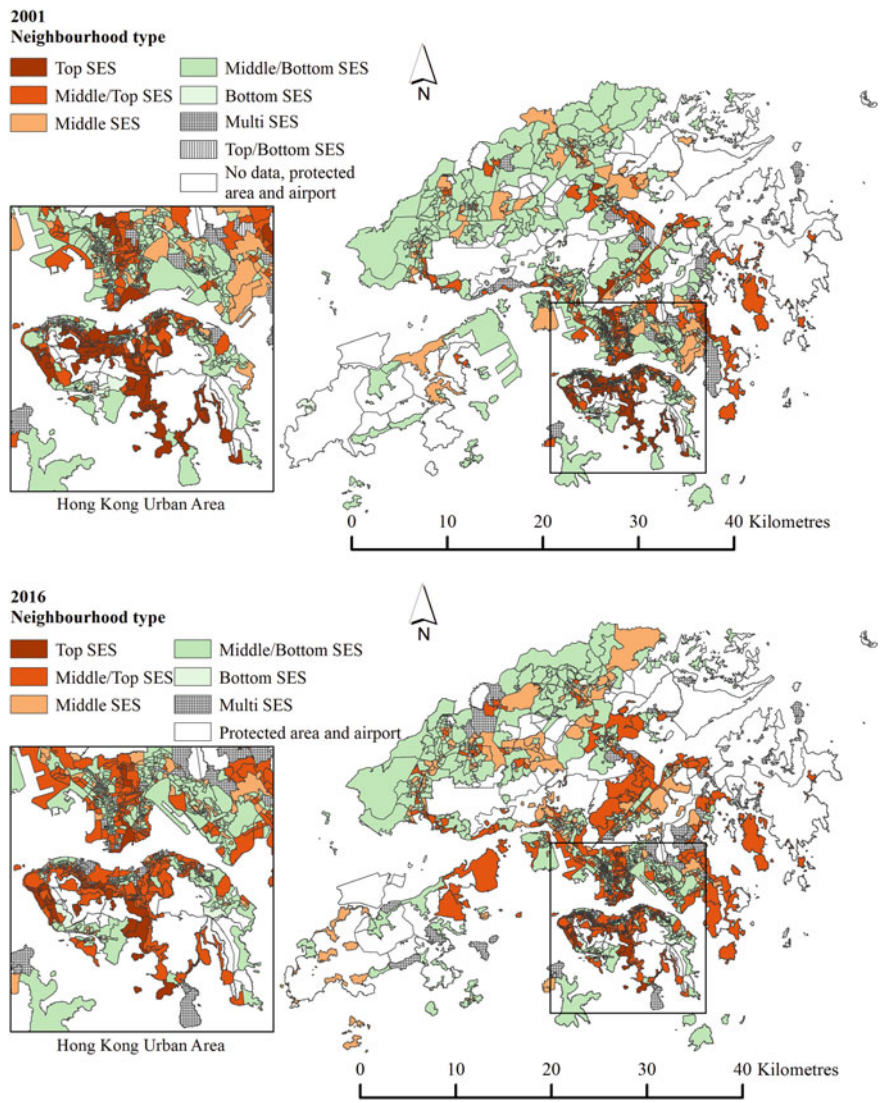 2001
Neighbourhood type
Top SES
Middle/Top SES
Middle SES
Middle/Bottom SES
Bottom SES
Multi SES
Top/Bottom SES
No data, protected
area and airport
N
Hong Kong Urban Area
0 10 20 30 40 Kilometres
2016
Neighbourhood type
Top SES
Middle/Top SES
Middle SES
Middle/Bottom SES
Bottom SES
Multi SES
Protected area and airport
N
Hong Kong Urban Area
0 10 20 30 40 Kilometres